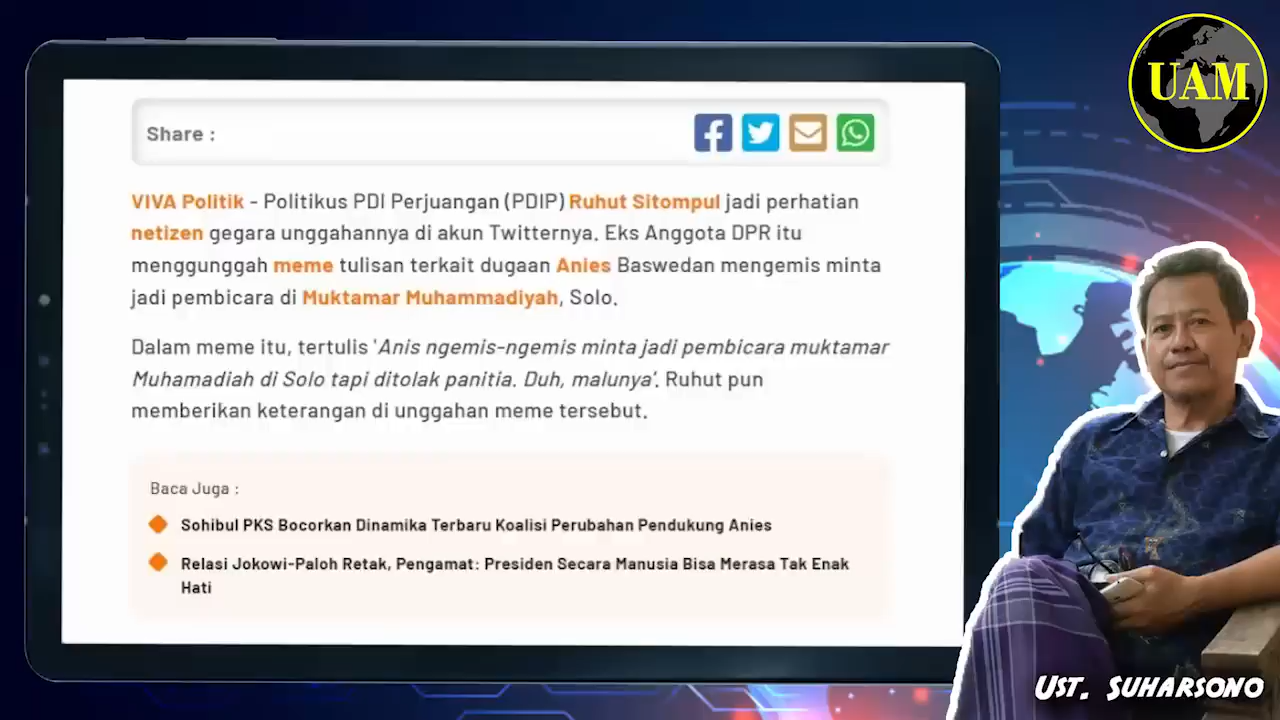 UAM
Share :
VIVA Politik - Politikus PDI Perjuangan (PDIP) Ruhut Sitompul jadi perhatian
netizen gegara unggahannya di akun Twitternya. Eks Anggota DPR itu
menggunggah meme tulisan terkait dugaan Anies Baswedan mengemis minta
jadi pembicara di Muktamar Muhammadiyah, Solo.
Dalam meme itu, tertulis 'Anis ngemis-ngemis minta jadi pembicara muktamar
Muhamadiah di Solo tapi ditolak panitia. Duh, malunya'. Ruhut pun
memberikan keterangan di unggahan meme tersebut.
Baca Juga :
Sohibul PKS Bocorkan Dinamika Terbaru Koalisi Perubahan Pendukung Anies
Relasi Jokowi-Paloh Retak, Pengamat: Presiden Secara Manusia Bisa Merasa Tak Enak
Hati
UST. SUHARSONO